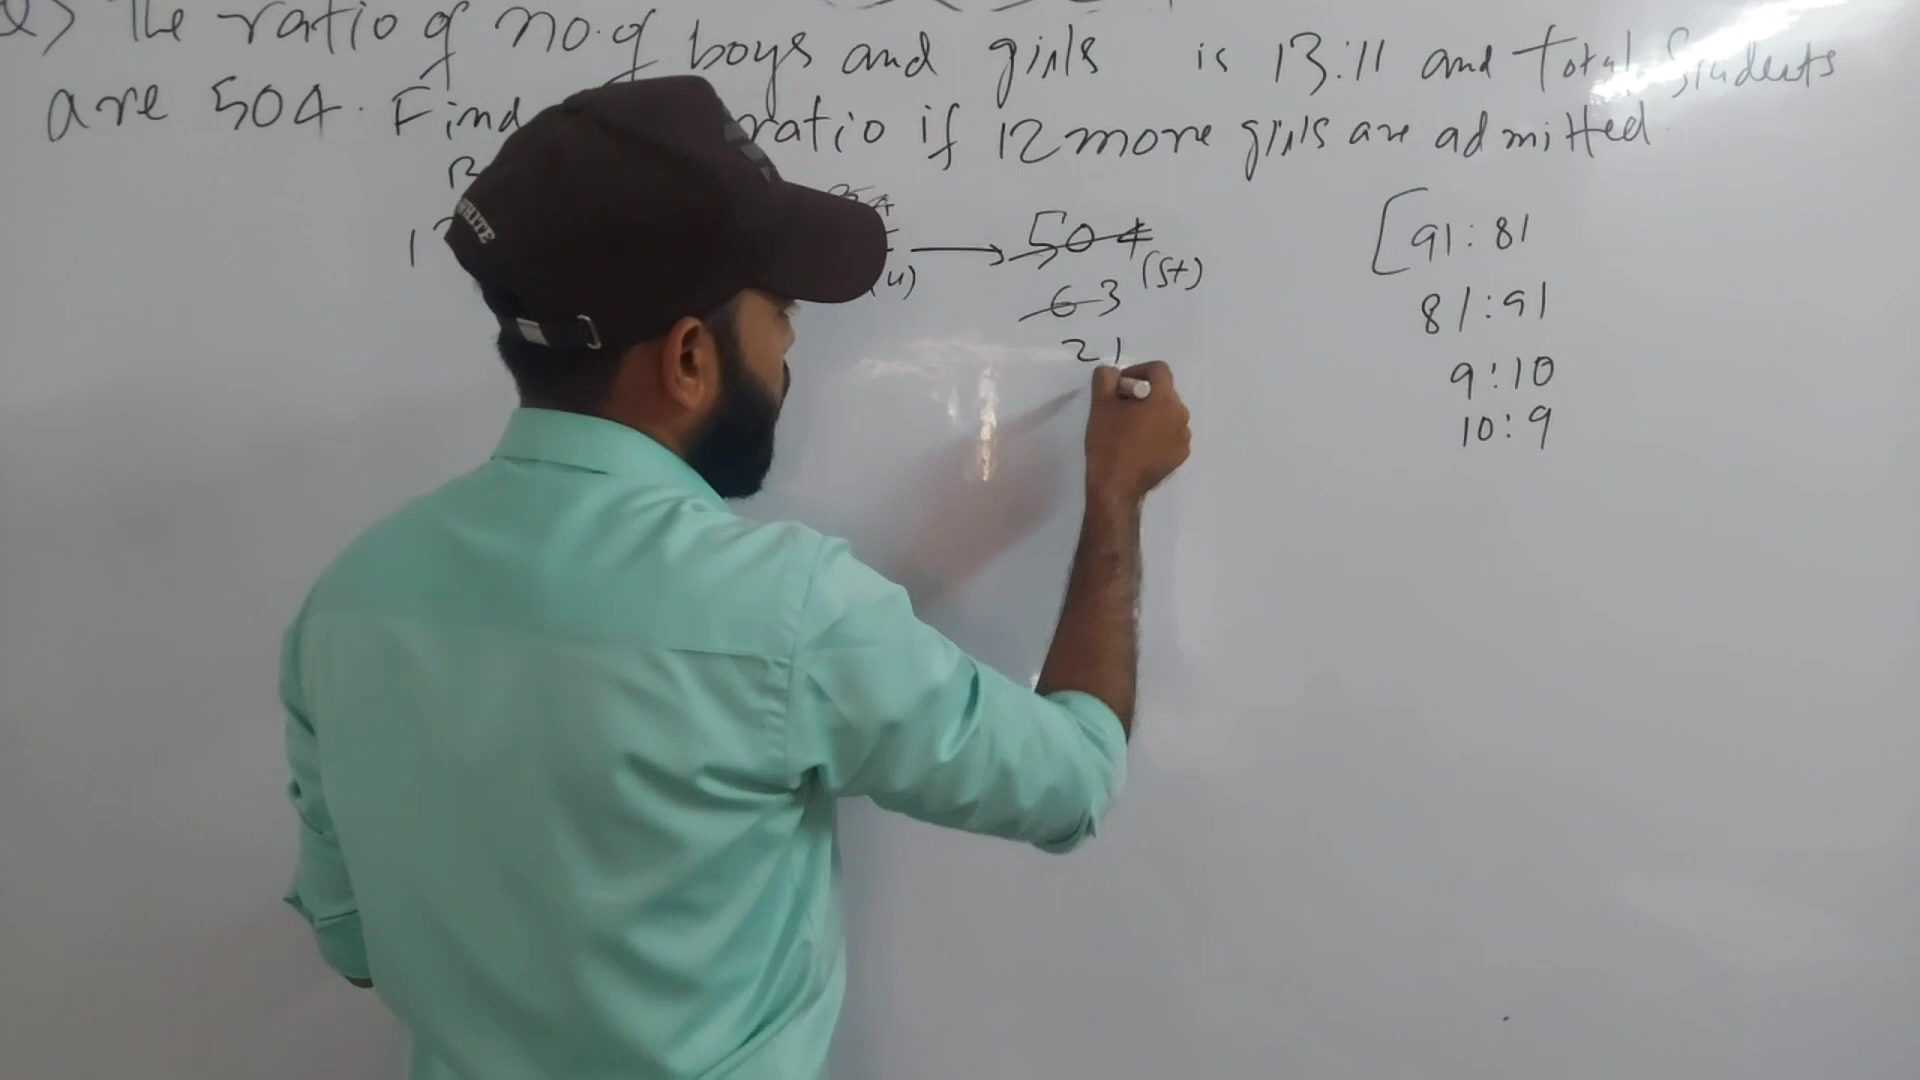 The ratio of no. of boys and girls is 13:11 and total students
are 504. Find ratio if 12 more girls are admitted
504
(u) (st)
63
21
[91:81
81:91
9:10
10:9
WHITE